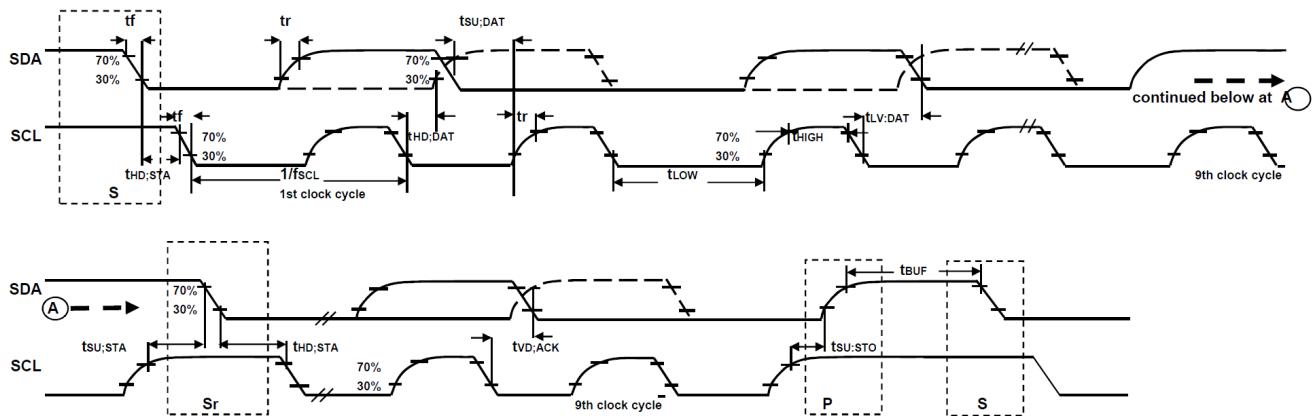 tf
tr
tSU;DAT
SDA
70%
30%
70%
30%
continued below at A
tf
SCL
70%
30%
tHD;DAT
tr
70%
30%
tHIGH
tLV:DAT
tHD;STA
1/fSCL
tLOW
S
1st clock cycle
9th clock cycle
SDA
70%
30%
tBUF
A
tSU;STA
tHD;STA
tVD;ACK
tSU:STO
SCL
70%
30%
9th clock cycle
Sr
P
S